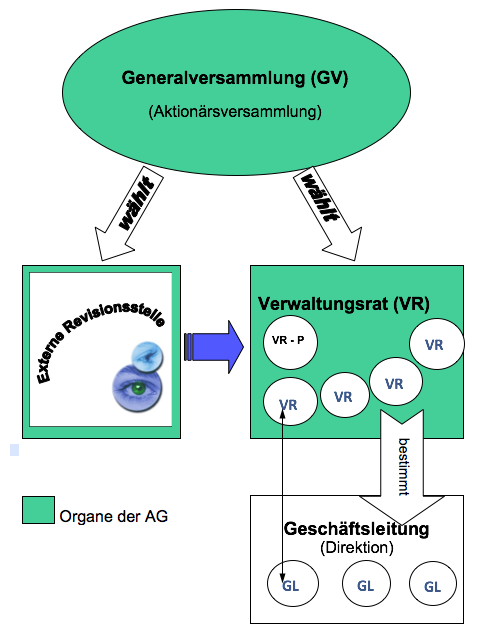 Generalversammlung (GV)
(Aktionärsversammlung)
wählt
wählt
Externe Revisionsstelle
Verwaltungsrat (VR)
VR - P
VR
VR
VR
VR
bestimmt
Organe der AG
Geschäftsleitung
(Direktion)
GL
GL
GL